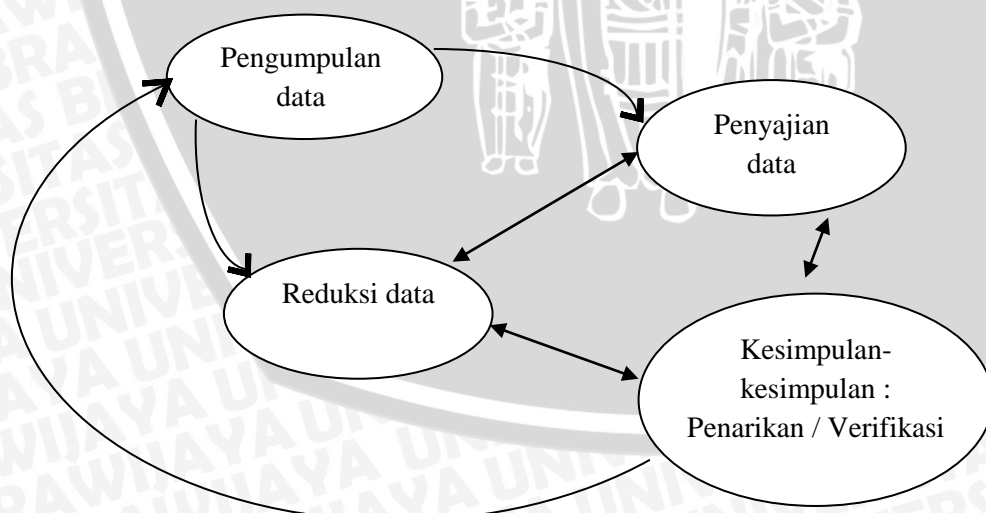 Pengumpulan
data
Penyajian
data
Reduksi data
Kesimpulan-
kesimpulan :
Penarikan / Verifikasi